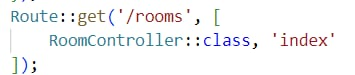 Route::get('/rooms', [
    RoomController::class, 'index'
]);